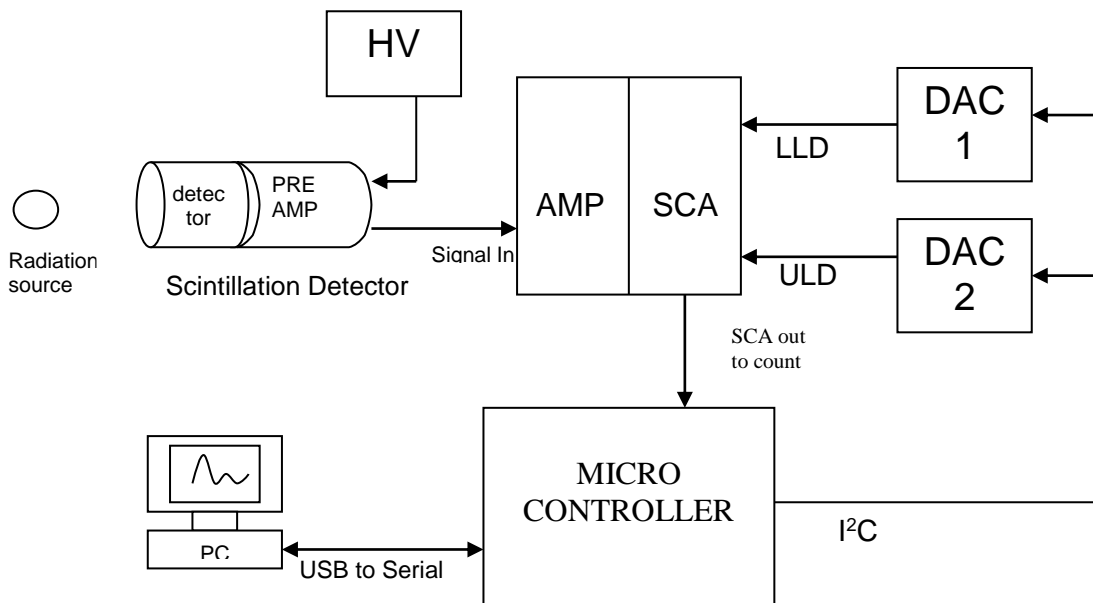 HV
DAC
1
LLD
detec
tor
PRE
AMP
AMP
SCA
Signal In
Radiation
source
Scintillation Detector
DAC
2
ULD
SCA out
to count
MICRO
CONTROLLER
PC
USB to Serial
I²C